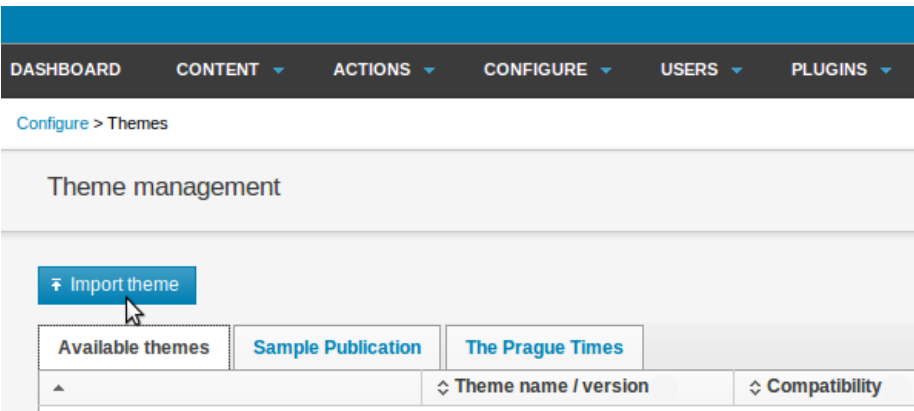 DASHBOARD CONTENT ACTIONS CONFIGURE USERS PLUGINS
Configure > Themes
Theme management
Import theme
Available themes Sample Publication The Prague Times
Theme name / version Compatibility